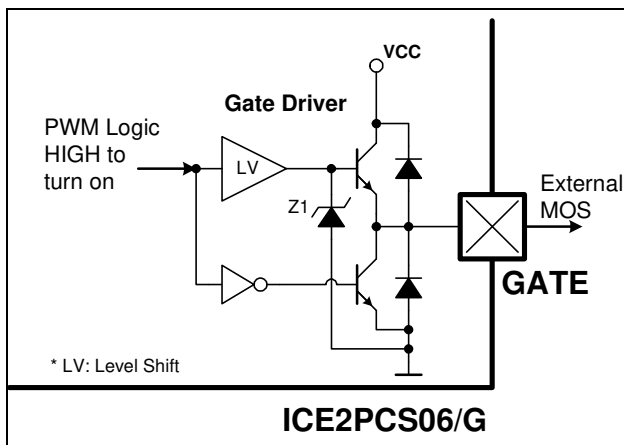 VCC
Gate Driver
PWM Logic
HIGH to
turn on
LV
Z1
External
MOS
GATE
* LV: Level Shift
ICE2PCS06/G